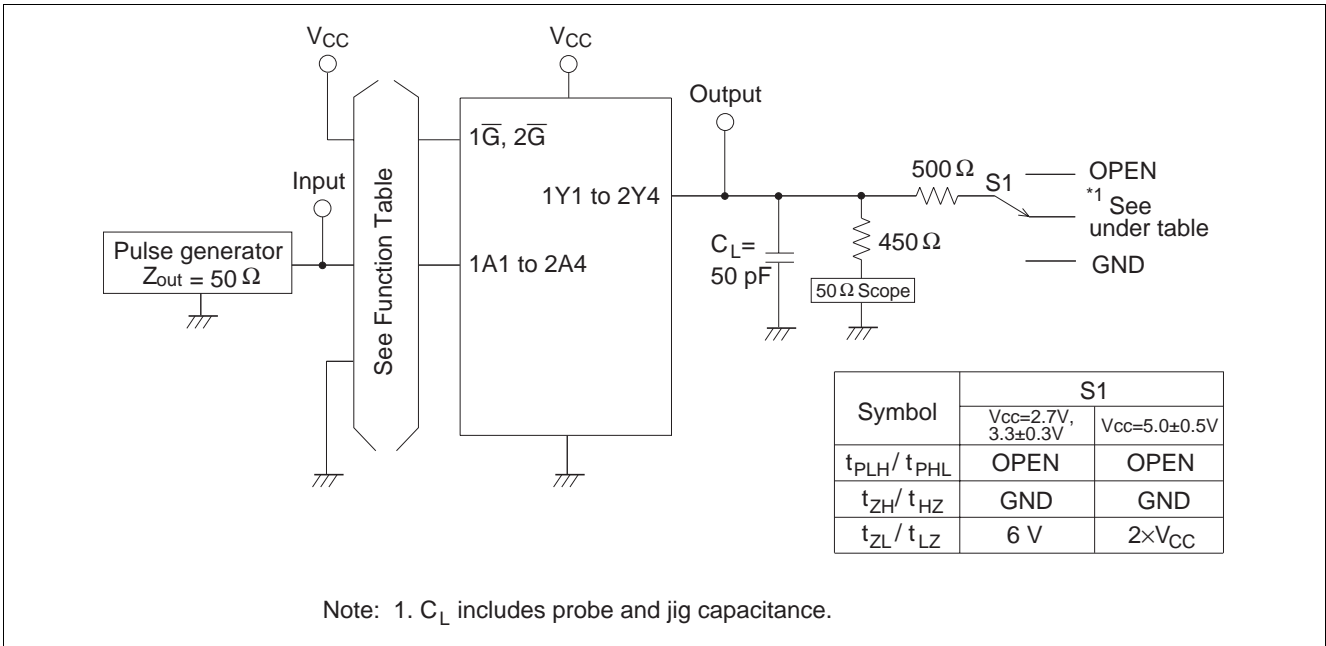 VCC
VCC
Output
1G̅, 2G̅
Input
See Function Table
1Y1 to 2Y4
500 Ω
S1
OPEN
*1 See
under table
GND
Pulse generator
Zout = 50 Ω
1A1 to 2A4
CL=
50 pF
450 Ω
50 Ω Scope
Symbol
S1
Vcc=2.7V,
3.3±0.3V
Vcc=5.0±0.5V
tPLH / tPHL OPEN OPEN
tZH / tHZ GND GND
tZL / tLZ 6 V 2×VCC
Note: 1. CL includes probe and jig capacitance.